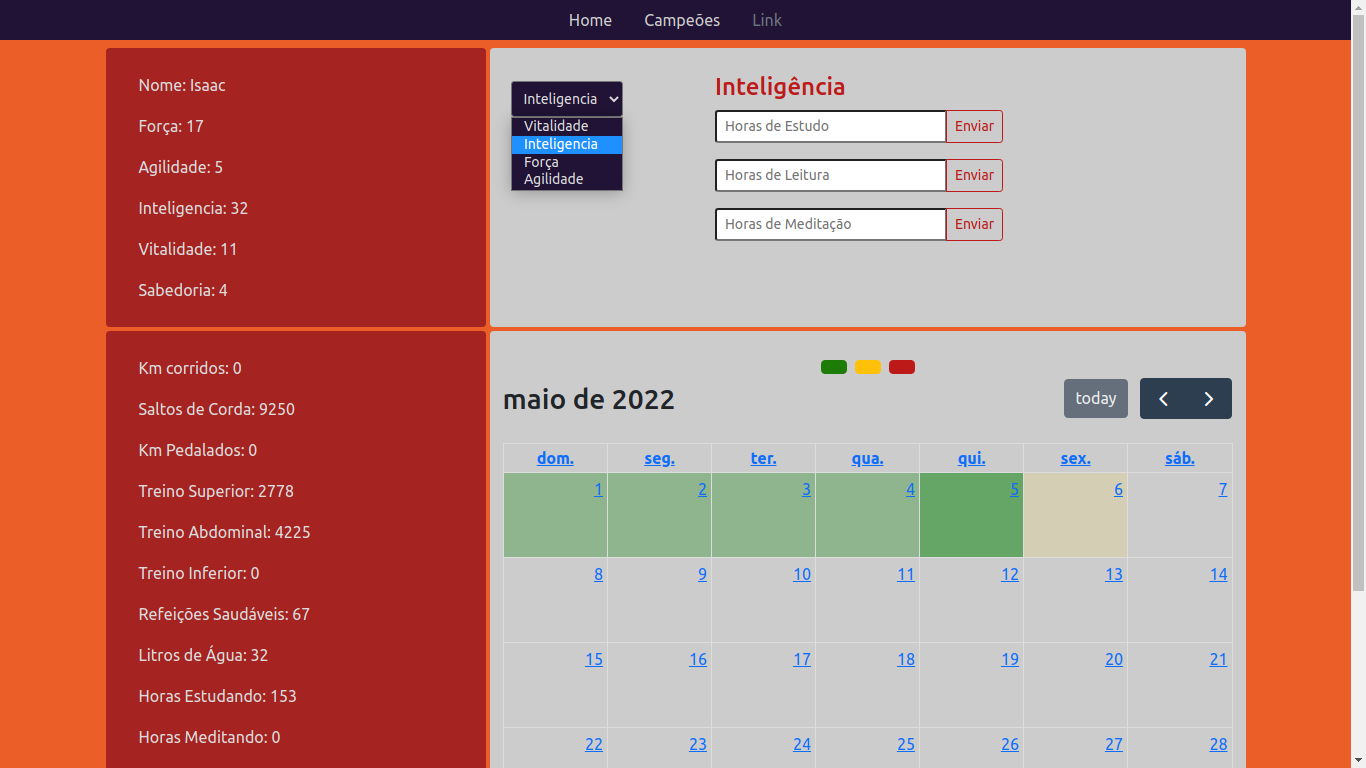 Home Campeões Link
Nome: Isaac
Força: 17
Agilidade: 5
Inteligencia: 32
Vitalidade: 11
Sabedoria: 4
Inteligencia
Vitalidade
Inteligencia
Força
Agilidade
Inteligência
Horas de Estudo Enviar
Horas de Leitura Enviar
Horas de Meditação Enviar
Km corridos: 0
Saltos de Corda: 9250
Km Pedalados: 0
Treino Superior: 2778
Treino Abdominal: 4225
Treino Inferior: 0
Refeições Saudáveis: 67
Litros de Água: 32
Horas Estudando: 153
Horas Meditando: 0
maio de 2022 today
dom. seg. ter. qua. qui. sex. sáb.
1 2 3 4 5 6 7
8 9 10 11 12 13 14
15 16 17 18 19 20 21
22 23 24 25 26 27 28